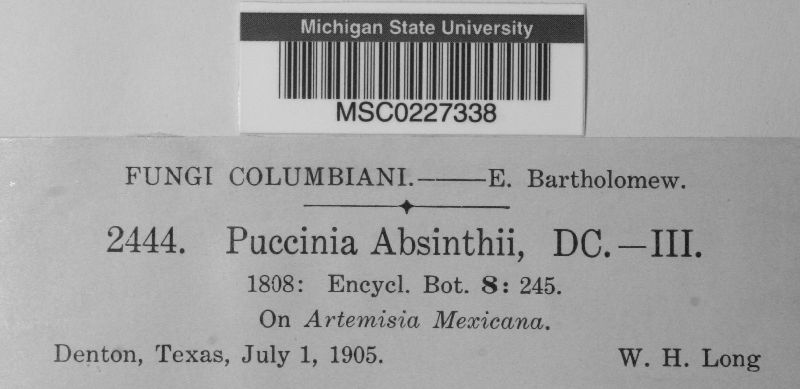 Michigan State University
MSC0227338
FUNGI COLUMBIANI.——E. Bartholomew.
2444. Puccinia Absinthii, DC.—III.
1808: Encycl. Bot. 8: 245.
On Artemisia Mexicana.
Denton, Texas, July 1, 1905. W. H. Long